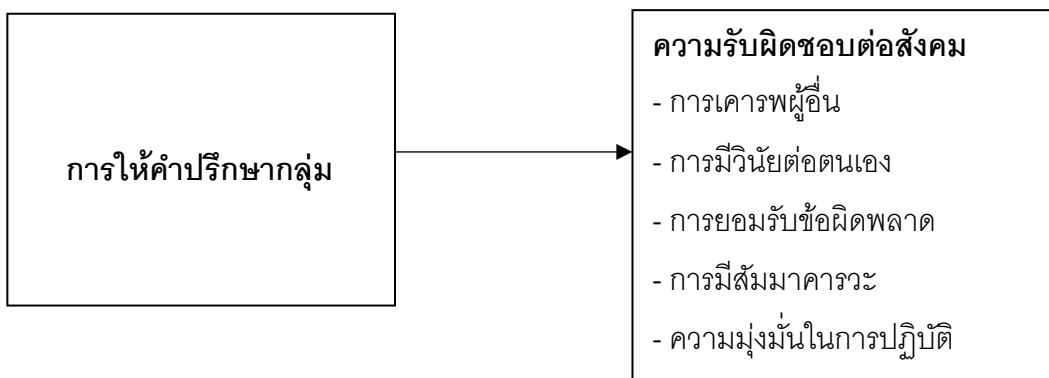 การให้คำปรึกษากลุ่ม
ความรับผิดชอบต่อสังคม
- การเคารพผู้อื่น
- การมีวินัยต่อตนเอง
- การยอมรับข้อผิดพลาด
- การมีสัมมาคารวะ
- ความมุ่งมั่นในการปฏิบัติ